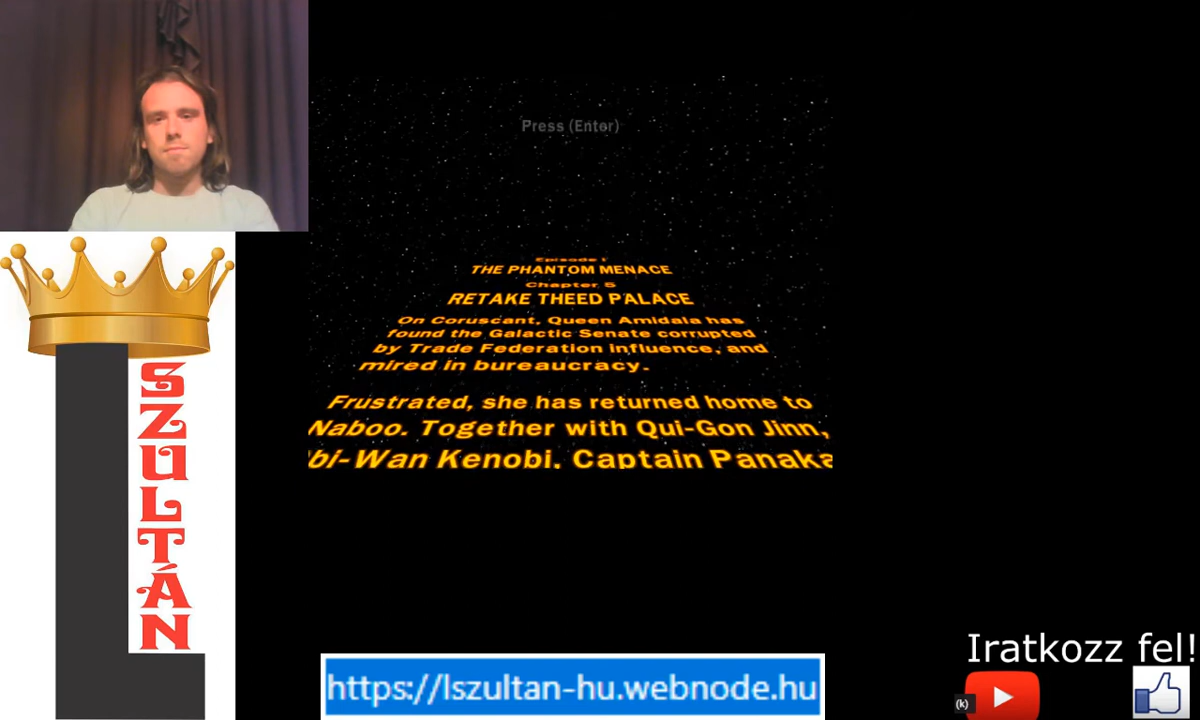 Press (Enter)
Episode I
THE PHANTOM MENACE
Chapter 5
RETAKE THEED PALACE
On Coruscant, Queen Amidala has
found the Galactic Senate corrupted
by Trade Federation influence, and
mired in bureaucracy.
Frustrated, she has returned home to
Naboo. Together with Qui-Gon Jinn,
bi-Wan Kenobi, Captain Panaka
L
SZULTÁN
https://lszultan-hu.webnode.hu
Iratkozz fel!
(k)